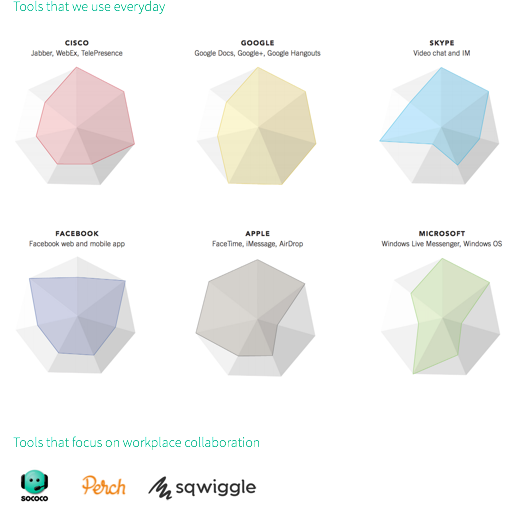 Tools that we use everyday
CISCO
Jabber, WebEx, TelePresence
GOOGLE
Google Docs, Google+, Google Hangouts
SKYPE
Video chat and IM
FACEBOOK
Facebook web and mobile app
APPLE
FaceTime, iMessage, AirDrop
MICROSOFT
Windows Live Messenger, Windows OS
Tools that focus on workplace collaboration
SOCOCO
Perch
sqwiggle